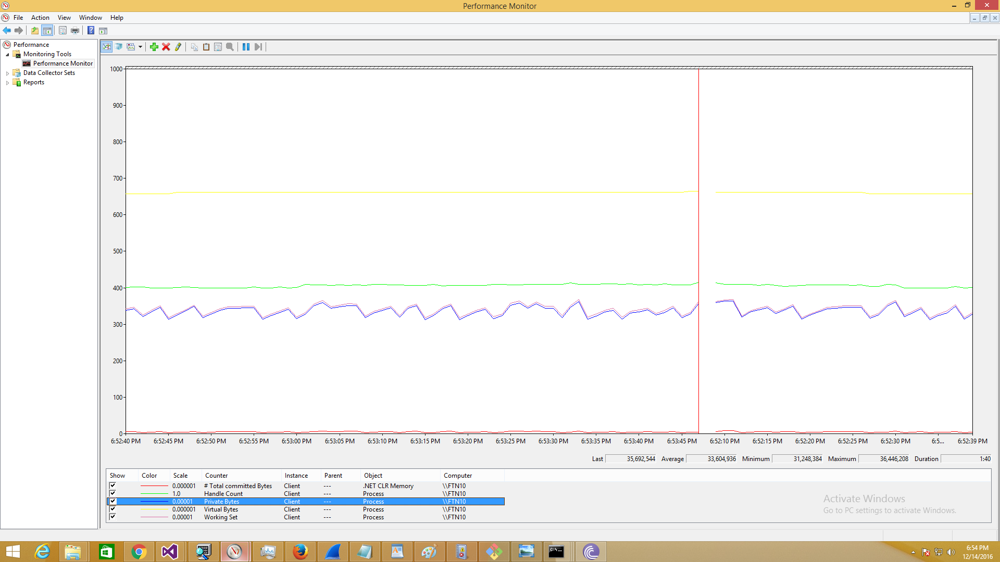 Performance Monitor
File Action View Window Help
Performance
Monitoring Tools
Performance Monitor
Data Collector Sets
Reports
1000
900
800
700
600
500
400
300
200
100
0
6:52:40 PM 6:52:45 PM 6:52:50 PM 6:52:55 PM 6:53:00 PM 6:53:05 PM 6:53:10 PM 6:53:15 PM 6:53:20 PM 6:53:25 PM 6:53:30 PM 6:53:35 PM 6:53:40 PM 6:53:45 PM 6:52:10 PM 6:52:15 PM 6:52:20 PM 6:52:25 PM 6:52:30 PM 6:5... 6:52:39 PM
Last 35,692,544 Average 33,604,936 Minimum 31,248,384 Maximum 36,446,208 Duration 1:40
Show Color Scale Counter Instance Parent Object Computer
0.000001 # Total committed Bytes Client --- .NET CLR Memory \\FTN10
1.0 Handle Count Client --- Process \\FTN10
0.00001 Private Bytes Client --- Process \\FTN10
0.000001 Virtual Bytes Client --- Process \\FTN10
0.00001 Working Set Client --- Process \\FTN10
Activate Windows
Go to PC settings to activate Windows.
6:54 PM
12/14/2016